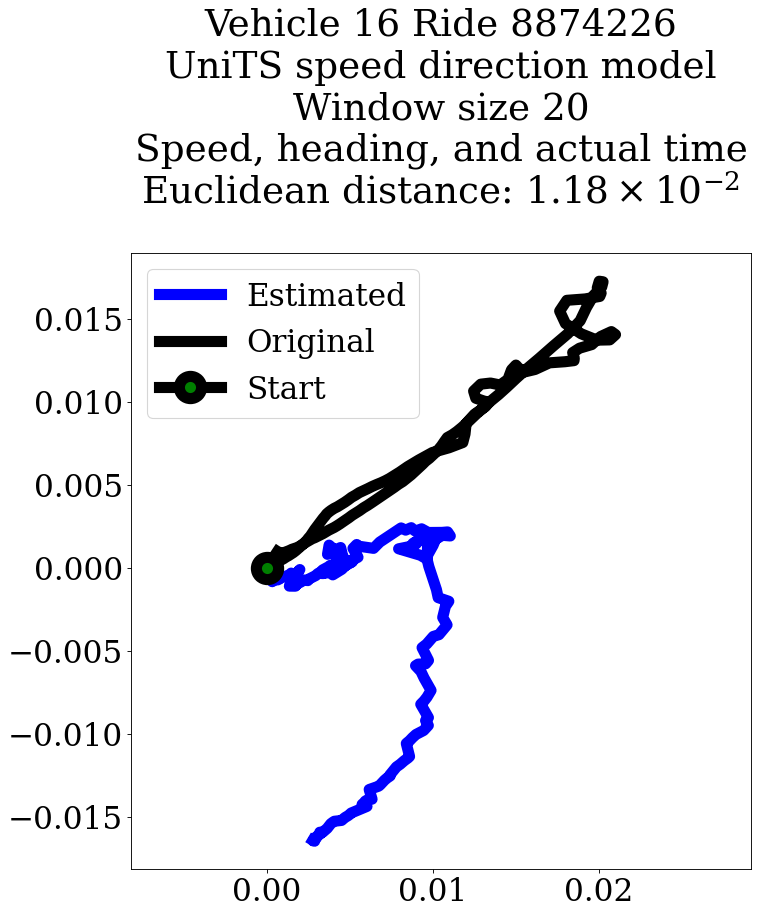 Vehicle 16 Ride 8874226
UniTS speed direction model
Window size 20
Speed, heading, and actual time
Euclidean distance: 1.18 × 10⁻²
Estimated
Original
Start
0.015
0.010
0.005
0.000
−0.005
−0.010
−0.015
0.00 0.01 0.02